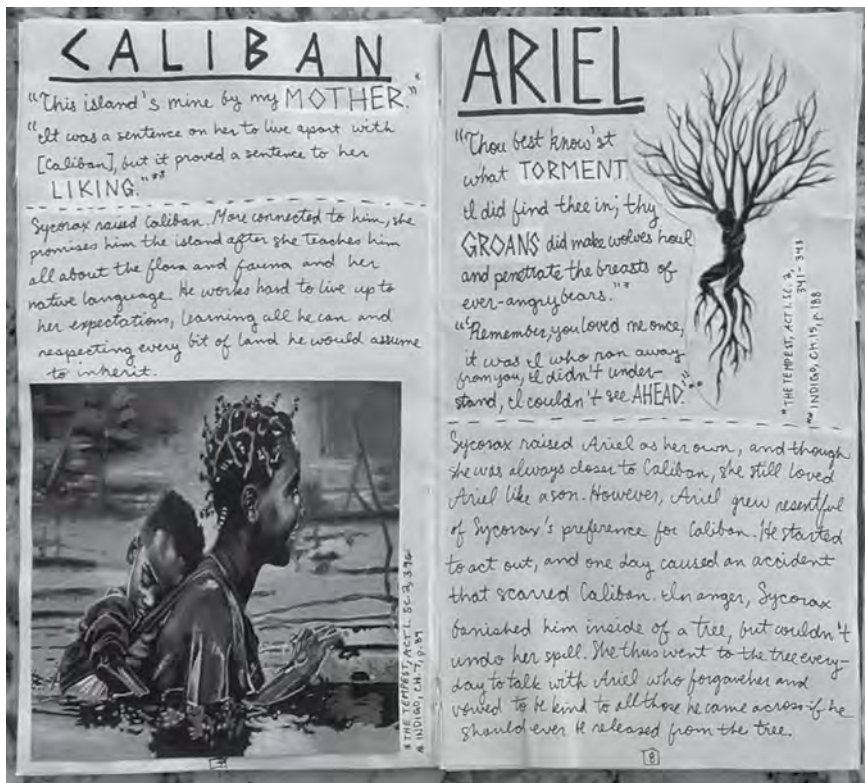 CALIBAN
"This island's mine by my MOTHER."*
"It was a sentence on her to live apart with
[Caliban], but it proved a sentence to her
LIKING."**
Sycorax raised Caliban. More connected to him, she
promises him the island after she teaches him
all about the flora and fauna and her
native language. He works hard to live up to
her expectations, learning all he can and
respecting every bit of land he would assume
to inherit.
* THE TEMPEST, ACT I. SC. 2, 396
INDIGO, CH. 7, p. 89
ARIEL
"Thou best know'st
what TORMENT
I did find thee in; thy
GROANS did make wolves howl
and penetrate the breasts of
ever-angry bears."*
"Remember, you loved me once,
it was I who ran away
from you, I didn't under-
stand, I couldn't see AHEAD."**
*THE TEMPEST, ACT I. SC. 2,
341-343
** INDIGO, CH. 15, p. 188
Sycorax raised Ariel as her own, and though
she was always closer to Caliban, she still loved
Ariel like a son. However, Ariel grew resentful
of Sycorax's preference for Caliban. He started
to act out, and one day caused an accident
that scarred Caliban. In anger, Sycorax
banished him inside of a tree, but couldn't
undo her spell. She thus went to the tree every-
day to talk with Ariel who forgave her and
vowed to be kind to all those he came across if he
should ever be released from the tree.
8